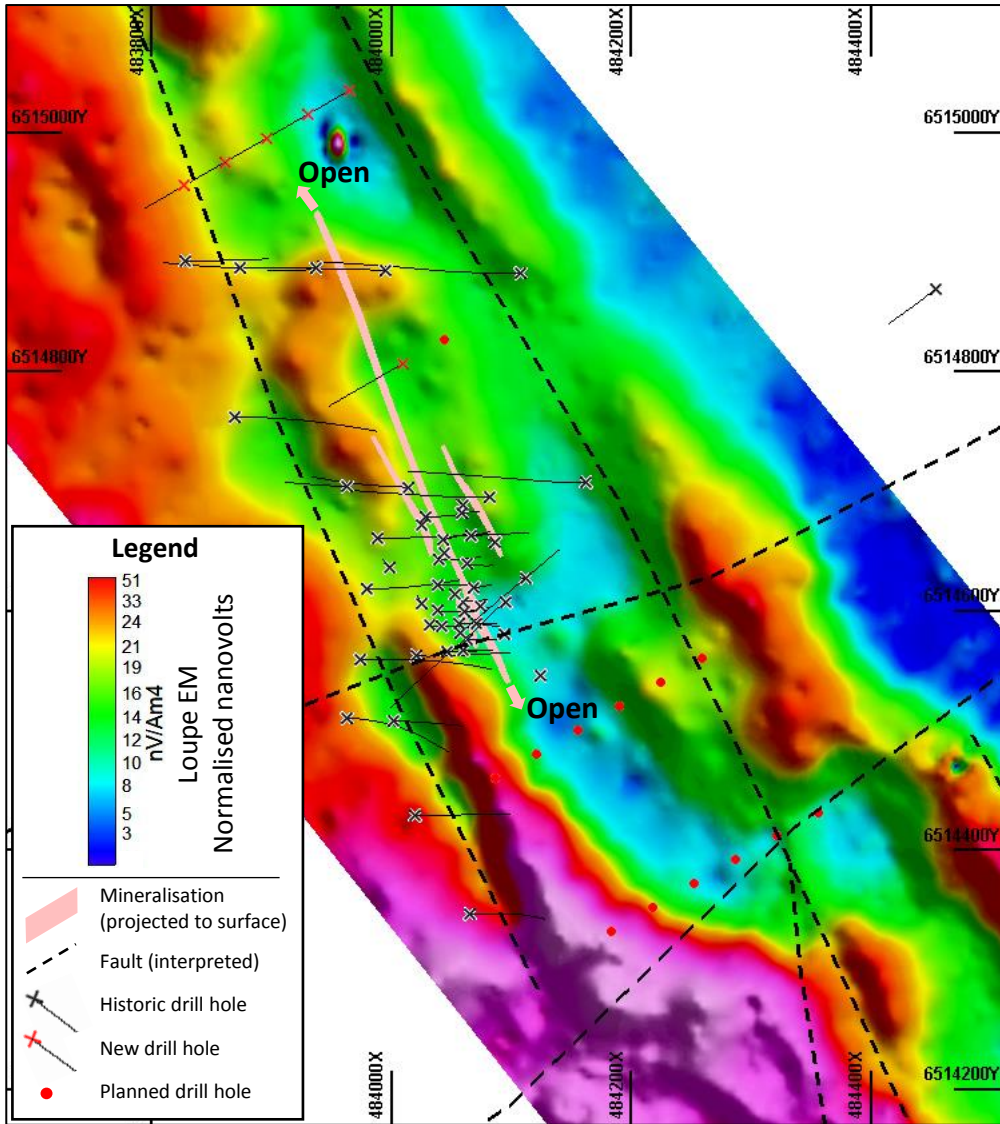 483800X
484000X
484200X
484400X
6515000Y
6515000Y
Open
6514800Y
6514800Y
6514600Y
Open
6514400Y
6514200Y
484000X
484200X
484400X
Legend
51
33
24
21
19
16
14
12
10
8
5
3
nV/Am4
Loupe EM
Normalised nanovolts
Mineralisation
(projected to surface)
Fault (interpreted)
Historic drill hole
New drill hole
Planned drill hole